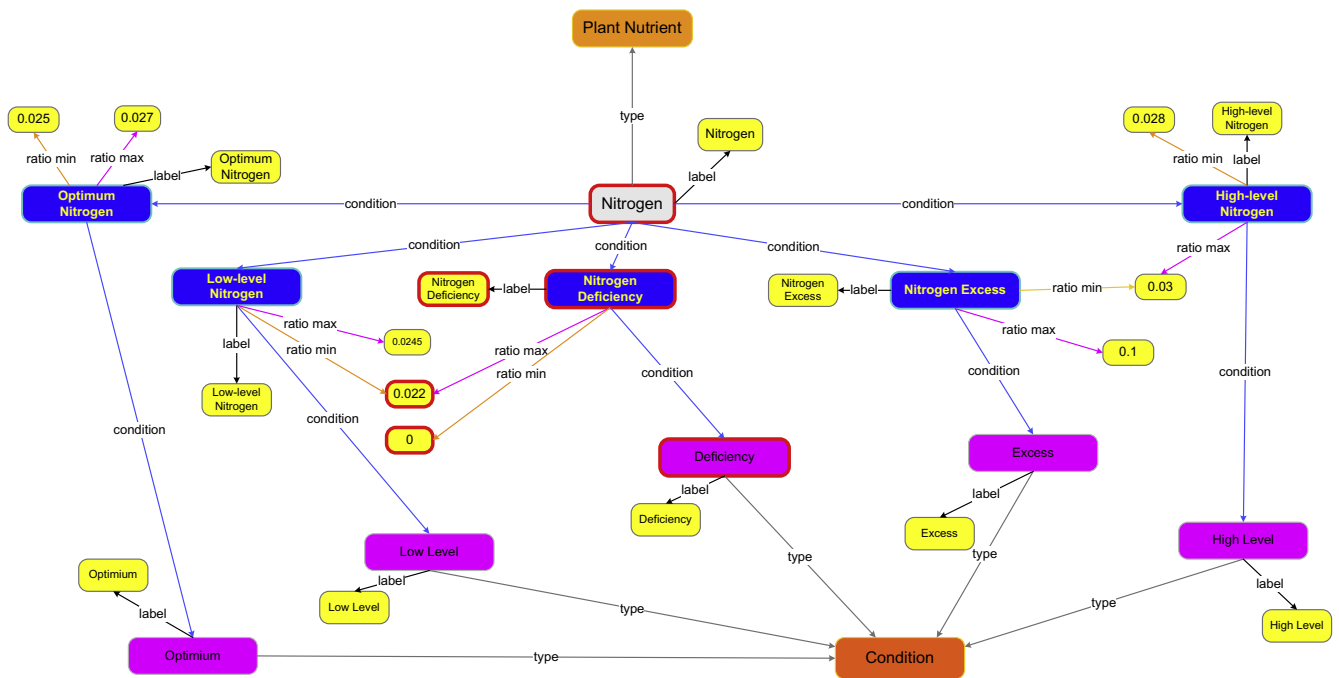 Plant Nutrient
type
0.025
0.027
ratio min
ratio max
label
Optimum
Nitrogen
Optimum
Nitrogen
Nitrogen
label
0.028
High-level
Nitrogen
ratio min
label
High-level
Nitrogen
condition
Nitrogen
condition
condition
condition
condition
ratio max
Low-level
Nitrogen
Nitrogen
Deficiency
label
Nitrogen
Deficiency
Nitrogen
Excess
label
Nitrogen Excess
ratio min
0.03
ratio max
0.0245
label
ratio min
ratio max
ratio min
ratio max
0.1
Low-level
Nitrogen
0.022
condition
condition
condition
condition
condition
0
Deficiency
Excess
label
Deficiency
label
Excess
Low Level
label
Low Level
High Level
label
High Level
type
type
type
type
Optimium
label
Optimium
type
Condition